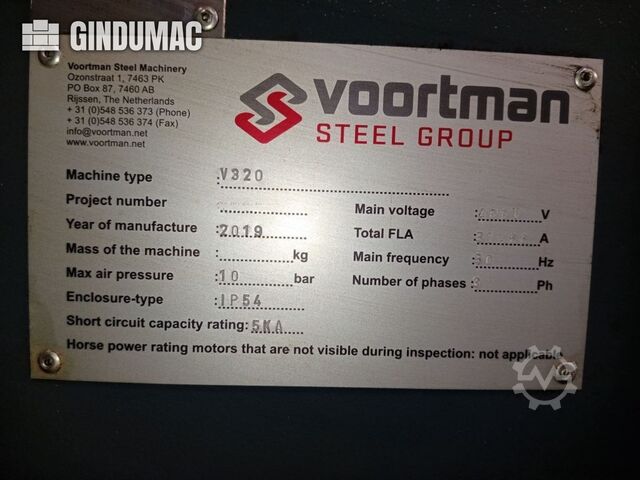 GINDUMAC
Voortman Steel Machinery
Ozonstraat 1, 7463 PK
PO Box 87, 7460 AB
Rijssen, The Netherlands
+ 31 (0)548 536 373 (Phone)
+ 31 (0)548 536 374 (Fax)
info@voortman.net
www.voortman.net
voortman
STEEL GROUP
Machine type V320
Project number
Year of manufacture :2019
Mass of the machine : kg
Max air pressure :10 bar
Enclosure-type :IP54
Short circuit capacity rating: 5KA
Main voltage : V
Total FLA : A
Main frequency : Hz
Number of phases : Ph
Horse power rating motors that are not visible during inspection: not applicable